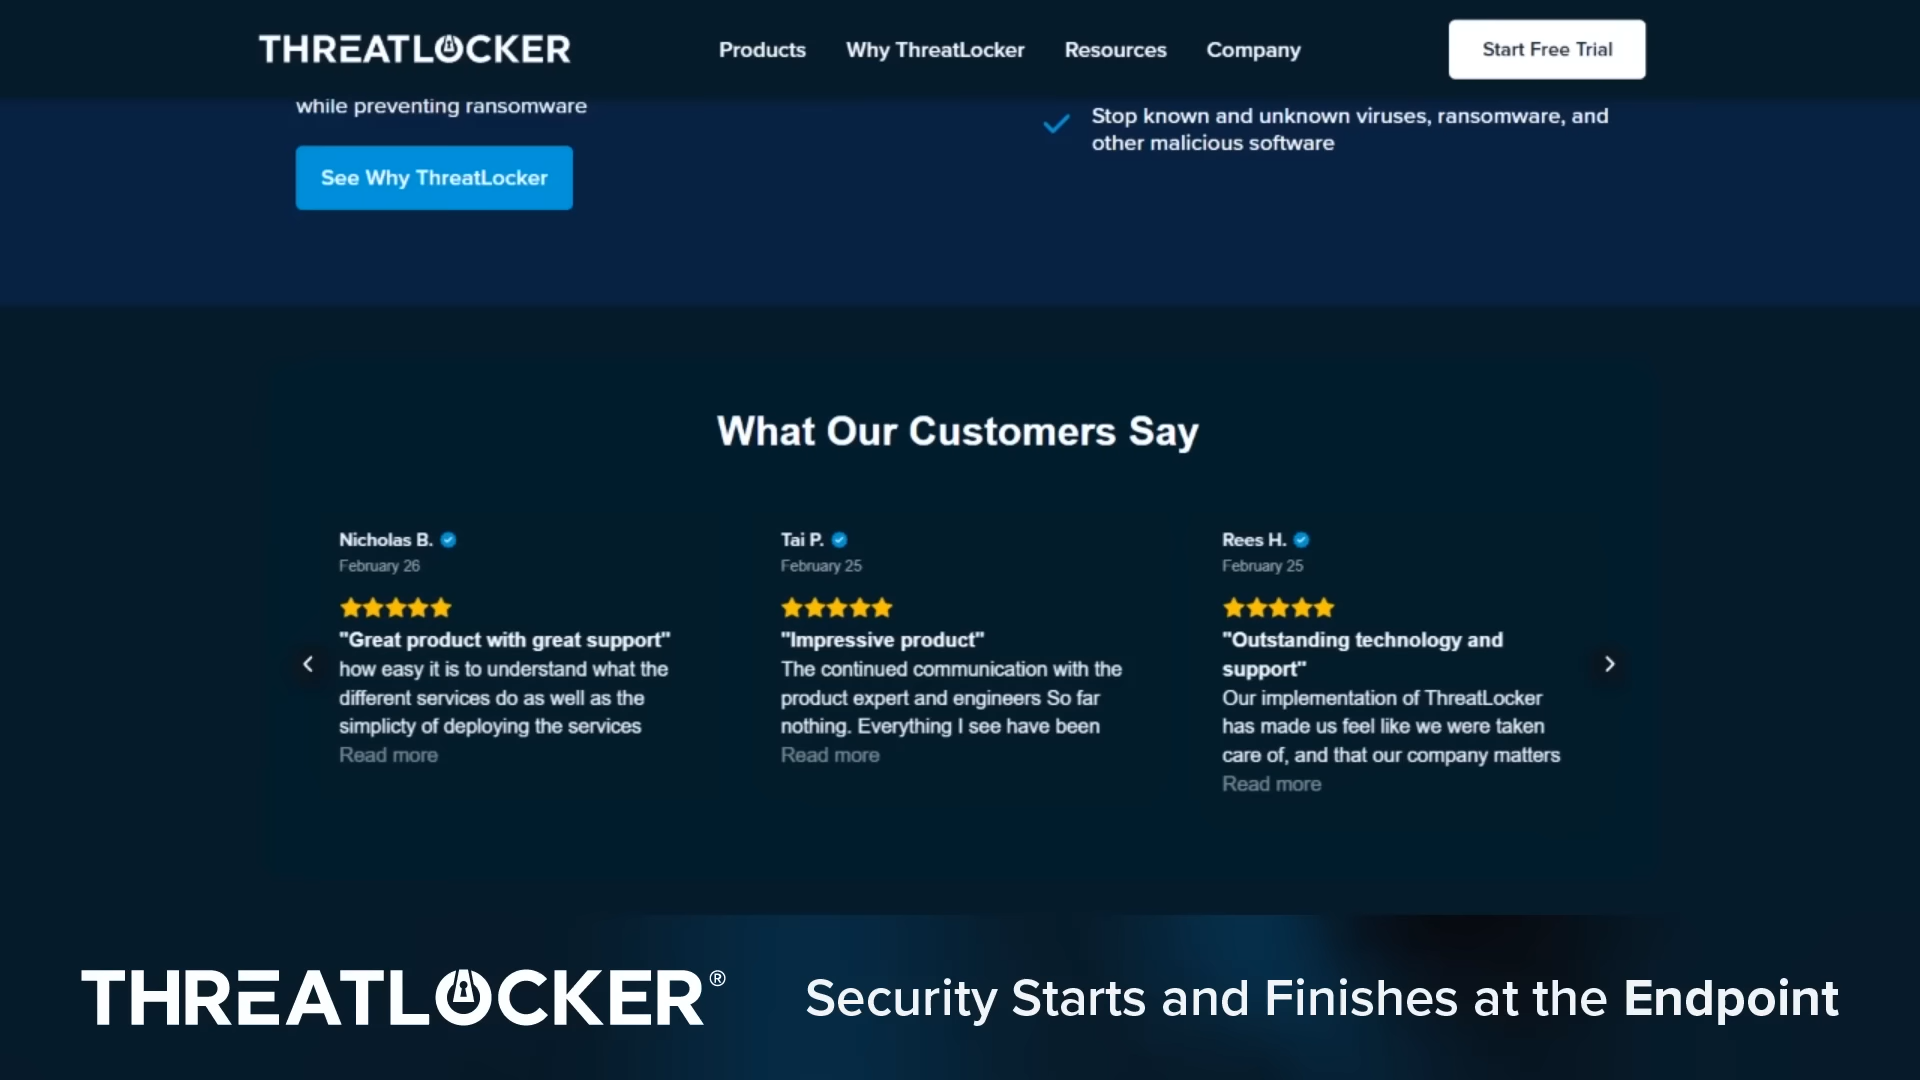 THREATLOCKER
Products
Why ThreatLocker
Resources
Company
Start Free Trial
while preventing ransomware
See Why ThreatLocker
Stop known and unknown viruses, ransomware, and
other malicious software
What Our Customers Say
Nicholas B.
February 26
"Great product with great support"
how easy it is to understand what the
different services do as well as the
simplicty of deploying the services
Read more
Tai P.
February 25
"Impressive product"
The continued communication with the
product expert and engineers So far
nothing. Everything I see have been
Read more
Rees H.
February 25
"Outstanding technology and
support"
Our implementation of ThreatLocker
has made us feel like we were taken
care of, and that our company matters
Read more
THREATLOCKER®
Security Starts and Finishes at the Endpoint